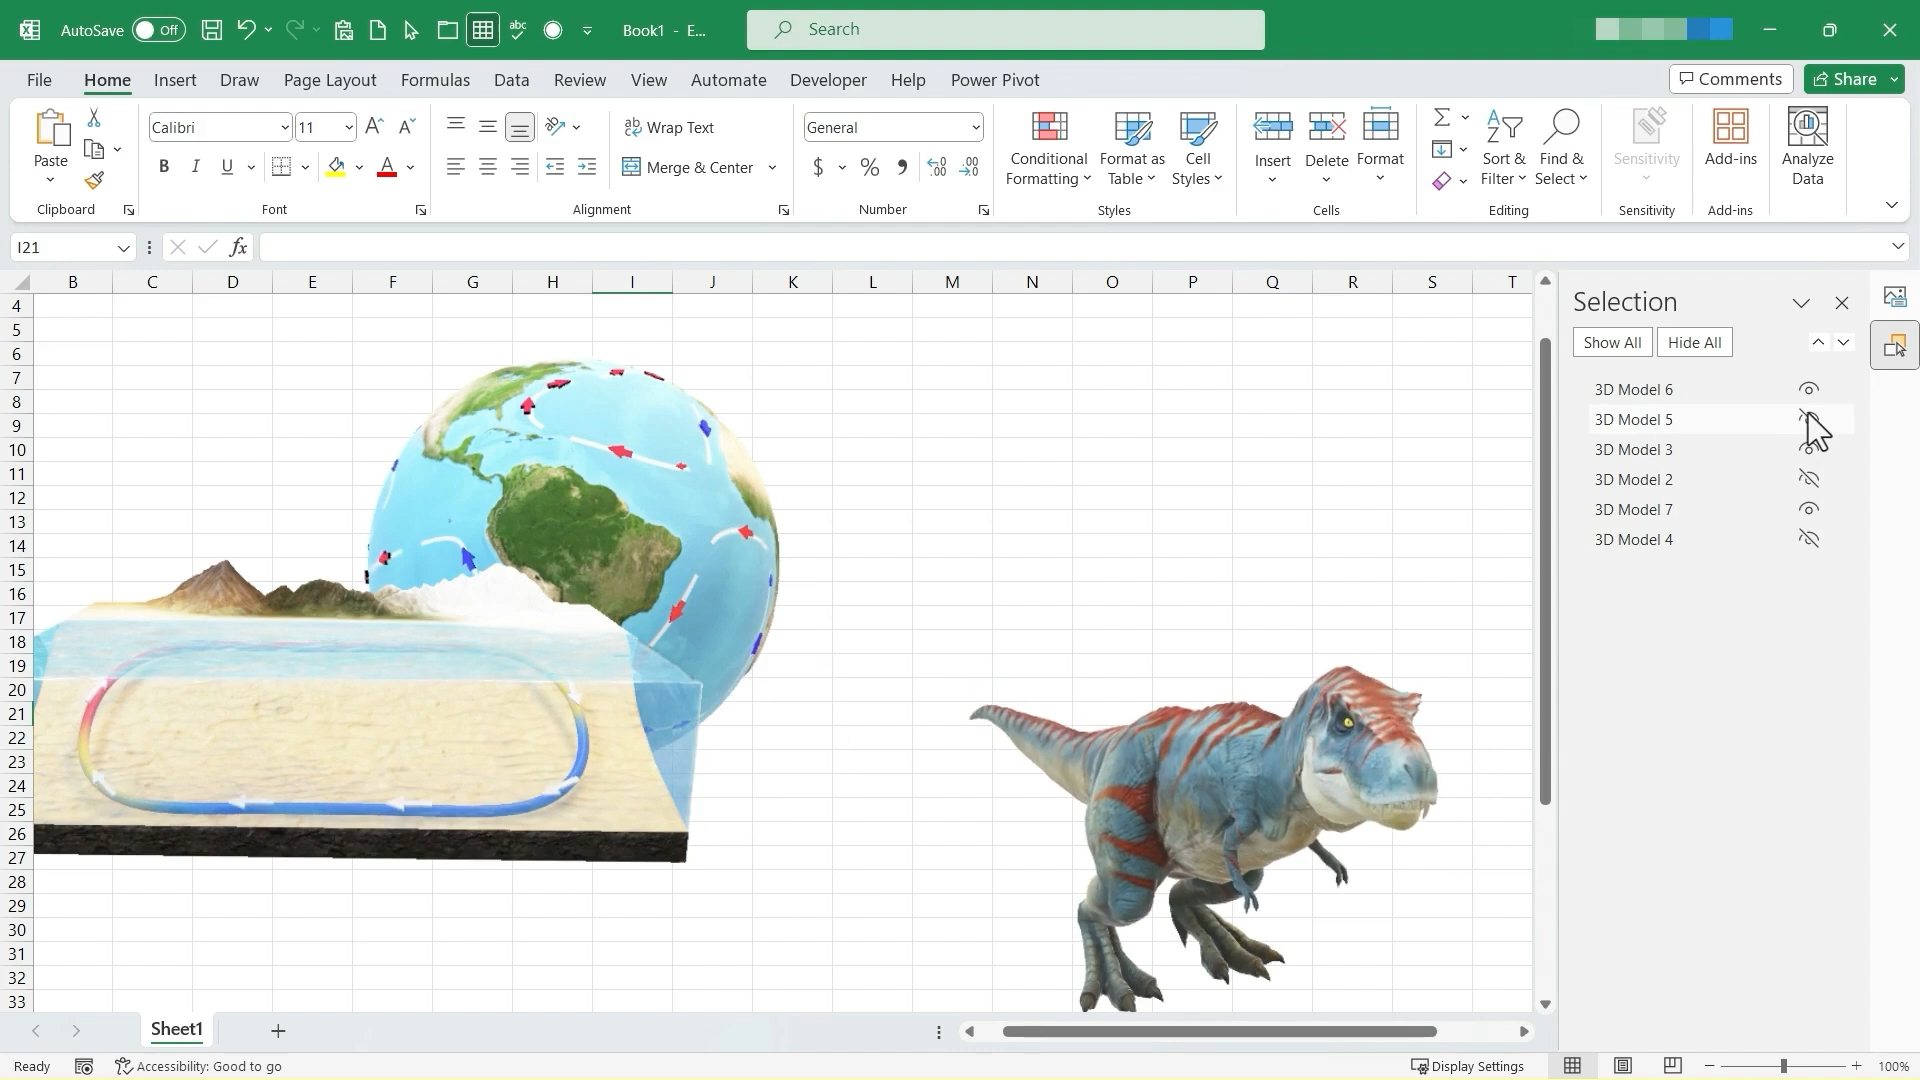 AutoSave Off abc Book1 - E... Search
File Home Insert Draw Page Layout Formulas Data Review View Automate Developer Help Power Pivot Comments Share
Paste
Clipboard
Calibri 11
B I U
Font
Wrap Text
Merge & Center
Alignment
General
$ % , .00
Number
Conditional Formatting
Format as Table
Cell Styles
Styles
Insert
Delete
Format
Cells
Sort & Filter
Find & Select
Editing
Sensitivity
Sensitivity
Add-ins
Add-ins
Analyze Data
I21 fx
B C D E F G H I J K L M N O P Q R S T
4
5
6
7
8
9
10
11
12
13
14
15
16
17
18
19
20
21
22
23
24
25
26
27
28
29
30
31
32
33
Selection
Show All Hide All
3D Model 6
3D Model 5
3D Model 3
3D Model 2
3D Model 7
3D Model 4
Sheet1
Ready Accessibility: Good to go Display Settings 100%